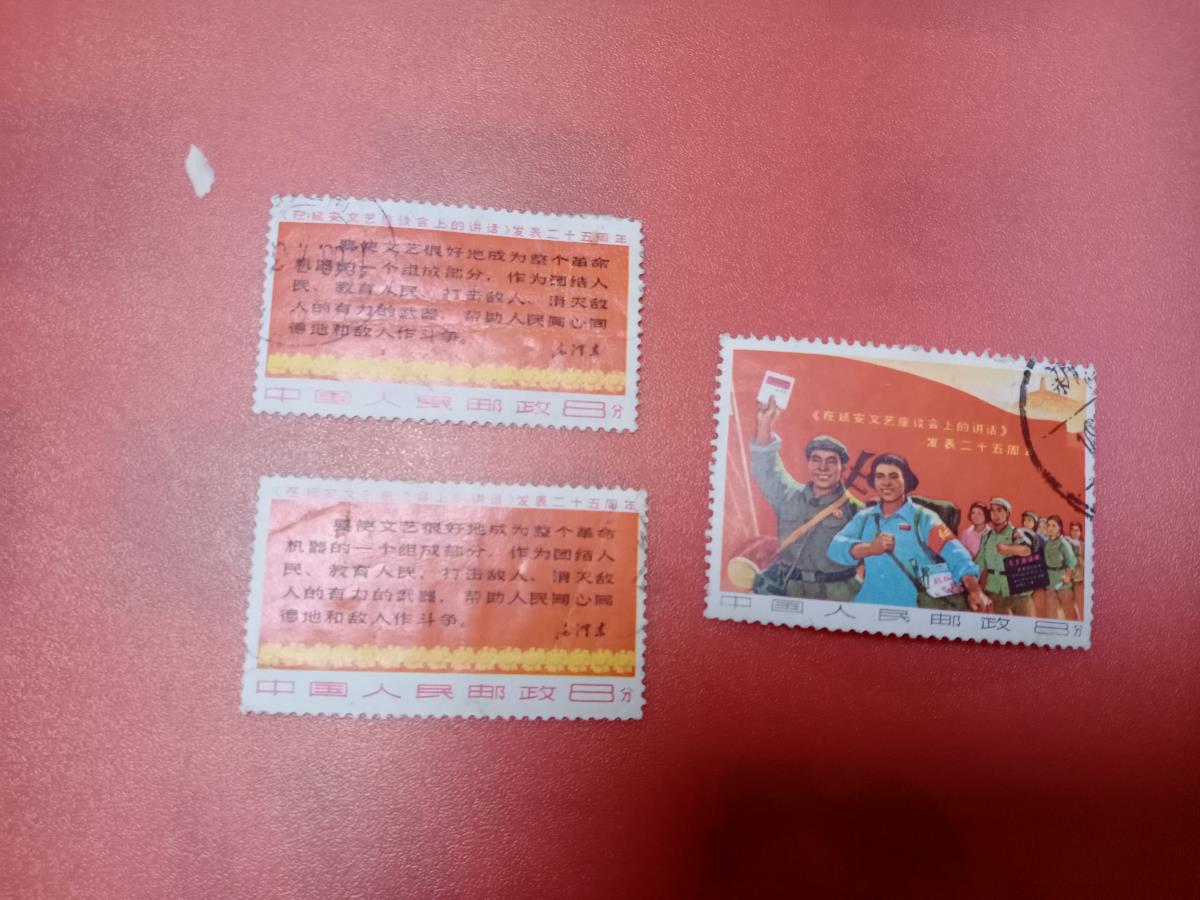 《在延安文艺座谈会上的讲话》发表二十五周年
要使文艺很好地成为整个革命
机器的一个组成部分,作为团结人
民、教育人民、打击敌人、消灭敌
人的有力的武器,帮助人民同心同
德地和敌人作斗争。
毛泽东
中国人民邮政8分
《在延安文艺座谈会上的讲话》发表二十五周年
要使文艺很好地成为整个革命
机器的一个组成部分,作为团结人
民、教育人民、打击敌人、消灭敌
人的有力的武器,帮助人民同心同
德地和敌人作斗争。
毛泽东
中国人民邮政8分
《在延安文艺座谈会上的讲话》
发表二十五周年
中国人民邮政8分